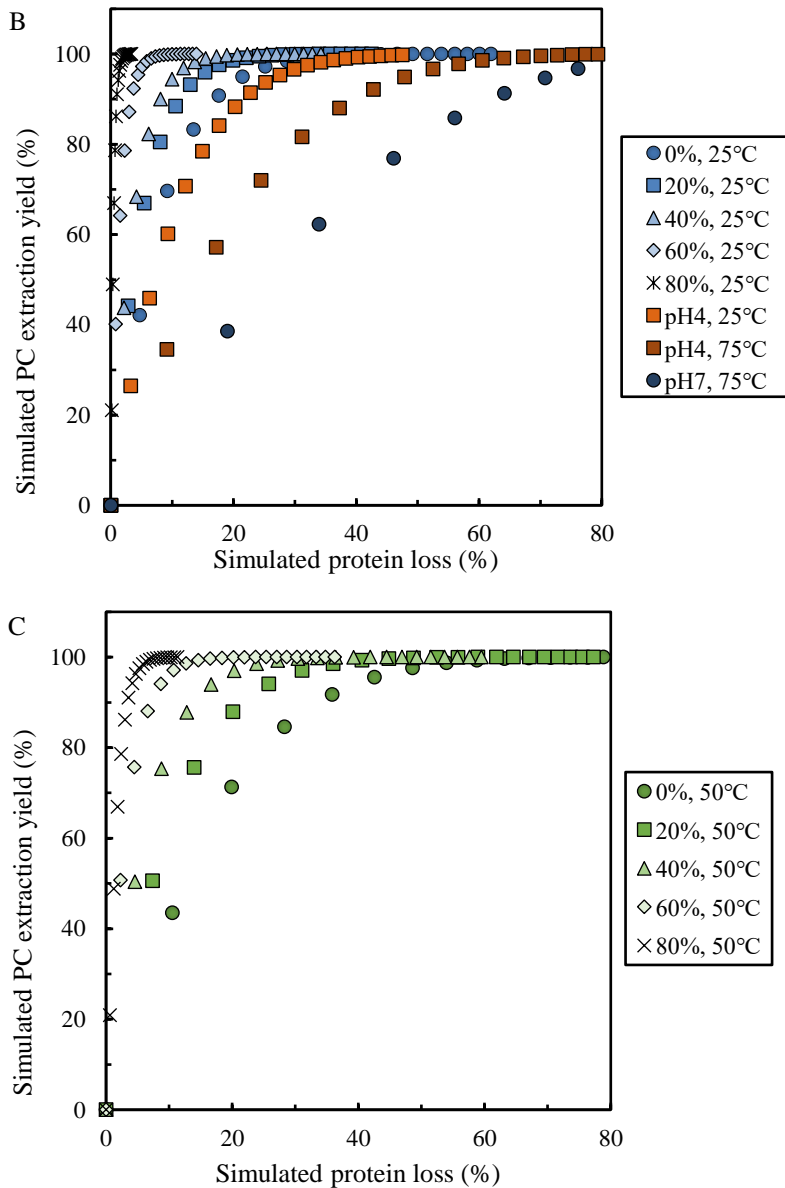 B
Simulated PC extraction yield (%)
100
80
60
40
20
0
0 20 40 60 80
Simulated protein loss (%)
0%, 25°C
20%, 25°C
40%, 25°C
60%, 25°C
80%, 25°C
pH4, 25°C
pH4, 75°C
pH7, 75°C
C
Simulated PC extraction yield (%)
100
80
60
40
20
0
0 20 40 60 80
Simulated protein loss (%)
0%, 50°C
20%, 50°C
40%, 50°C
60%, 50°C
80%, 50°C